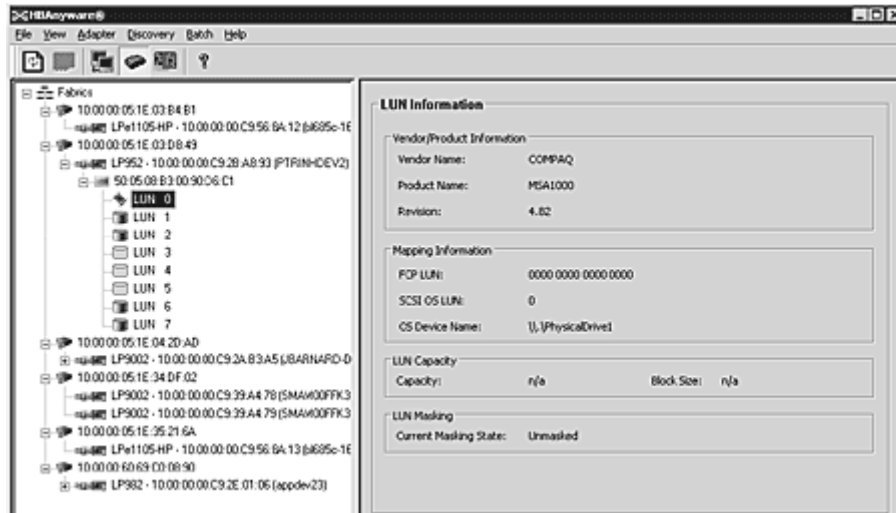 HBAnyware®
File View Adapter Discovery Batch Help
Fabrics
10:00:00:05:1E:03:B4:B1
LPe1105-HP - 10:00:00:00:C9:56:8A:12 (bl685c-16
10:00:00:05:1E:03:D8:49
LP952 - 10:00:00:00:C9:28:A8:93 (PTRINHDEV2)
50:05:08:B3:00:90:D6:C1
LUN 0
LUN 1
LUN 2
LUN 3
LUN 4
LUN 5
LUN 6
LUN 7
10:00:00:05:1E:04:2D:AD
LP9002 - 10:00:00:00:C9:2A:B3:A5 (JBARNARD-D
10:00:00:05:1E:34:DF:02
LP9002 - 10:00:00:00:C9:39:A4:78 (SMAV00FFK3
LP9002 - 10:00:00:00:C9:39:A4:79 (SMAV00FFK3
10:00:00:05:1E:35:21:6A
LPe1105-HP - 10:00:00:00:C9:56:8A:13 (bl685c-16
10:00:00:60:69:C0:08:90
LP982 - 10:00:00:00:C9:2E:01:06 (appdev23)
LUN Information
Vendor/Product Information
Vendor Name: COMPAQ
Product Name: MSA1000
Revision: 4.82
Mapping Information
FCP LUN: 0000 0000 0000 0000
SCSI OS LUN: 0
OS Device Name: \\.\PhysicalDrive1
LUN Capacity
Capacity: n/a Block Size: n/a
LUN Masking
Current Masking State: Unmasked